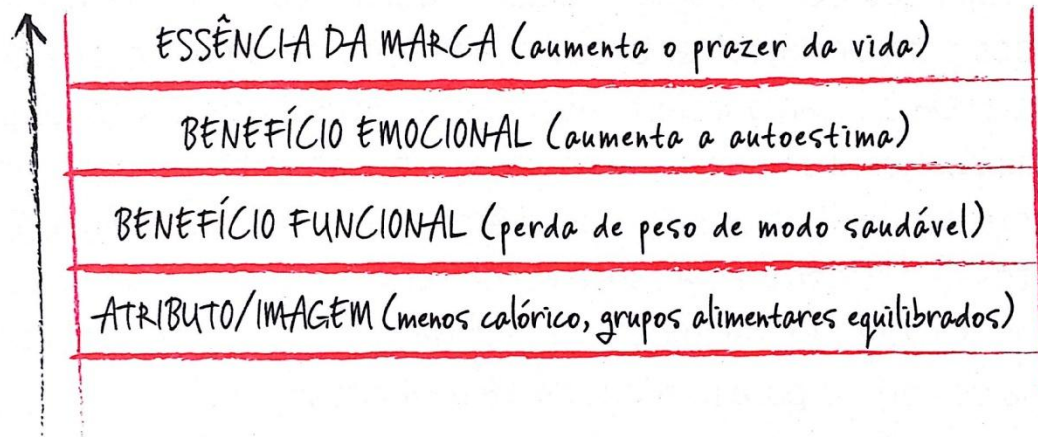 ESSÊNCIA DA MARCA (aumenta o prazer da vida)
BENEFÍCIO EMOCIONAL (aumenta a autoestima)
BENEFÍCIO FUNCIONAL (perda de peso de modo saudável)
ATRIBUTO/IMAGEM (menos calórico, grupos alimentares equilibrados)